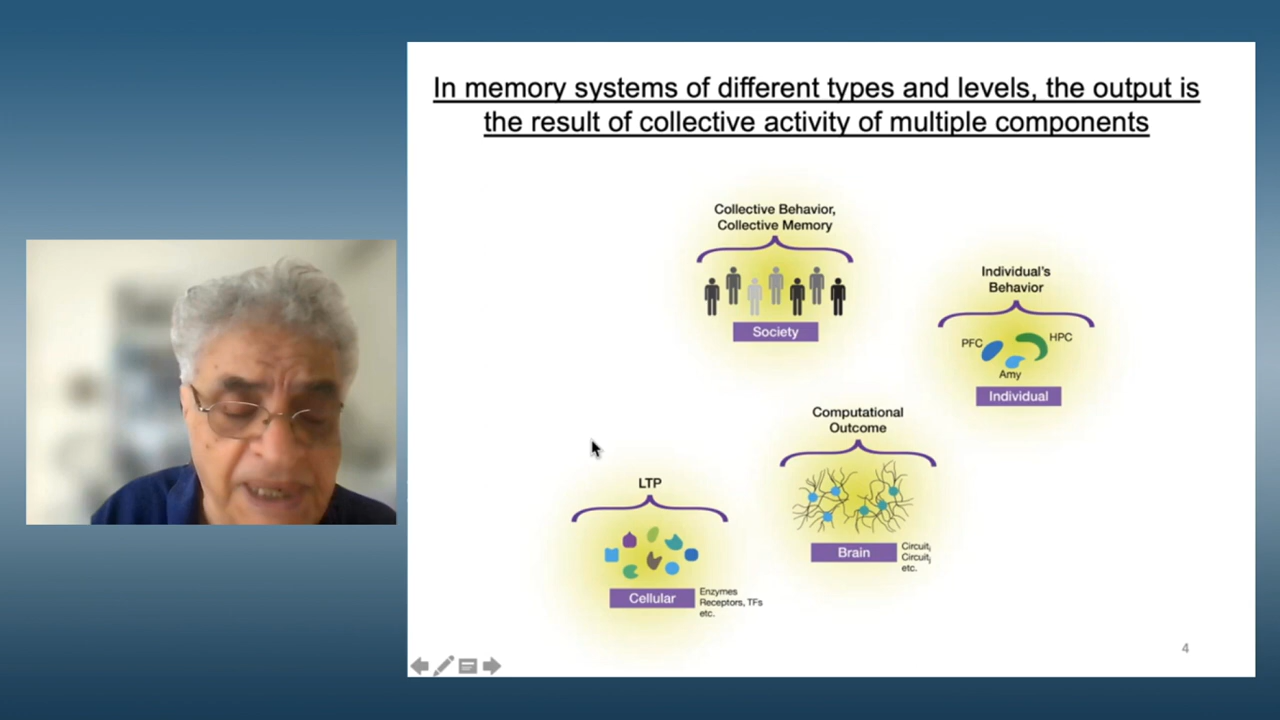 In memory systems of different types and levels, the output is
the result of collective activity of multiple components
Collective Behavior,
Collective Memory
Society
Individual's
Behavior
PFC
HPC
Amy
Individual
Computational
Outcome
Brain
Circuitᵢ
Circuitⱼ
etc.
LTP
Cellular
Enzymes
Receptors, TFs
etc.
4